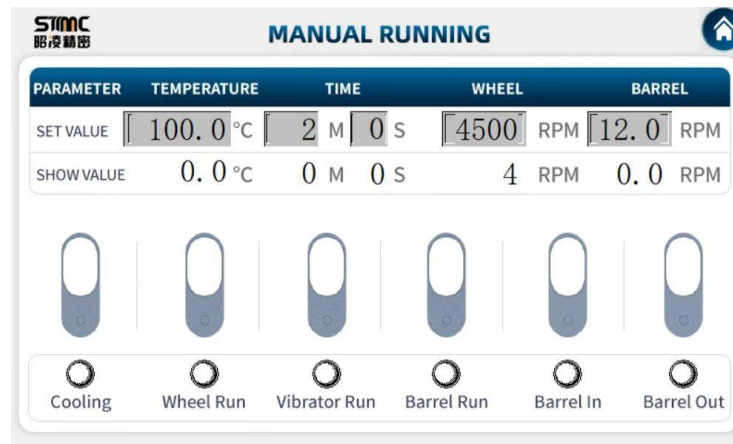 STMC
昭凌精密
MANUAL RUNNING
PARAMETER TEMPERATURE TIME WHEEL BARREL
SET VALUE 100.0 °C 2 M 0 S 4500 RPM 12.0 RPM
SHOW VALUE 0.0 °C 0 M 0 S 4 RPM 0.0 RPM
Cooling Wheel Run Vibrator Run Barrel Run Barrel In Barrel Out